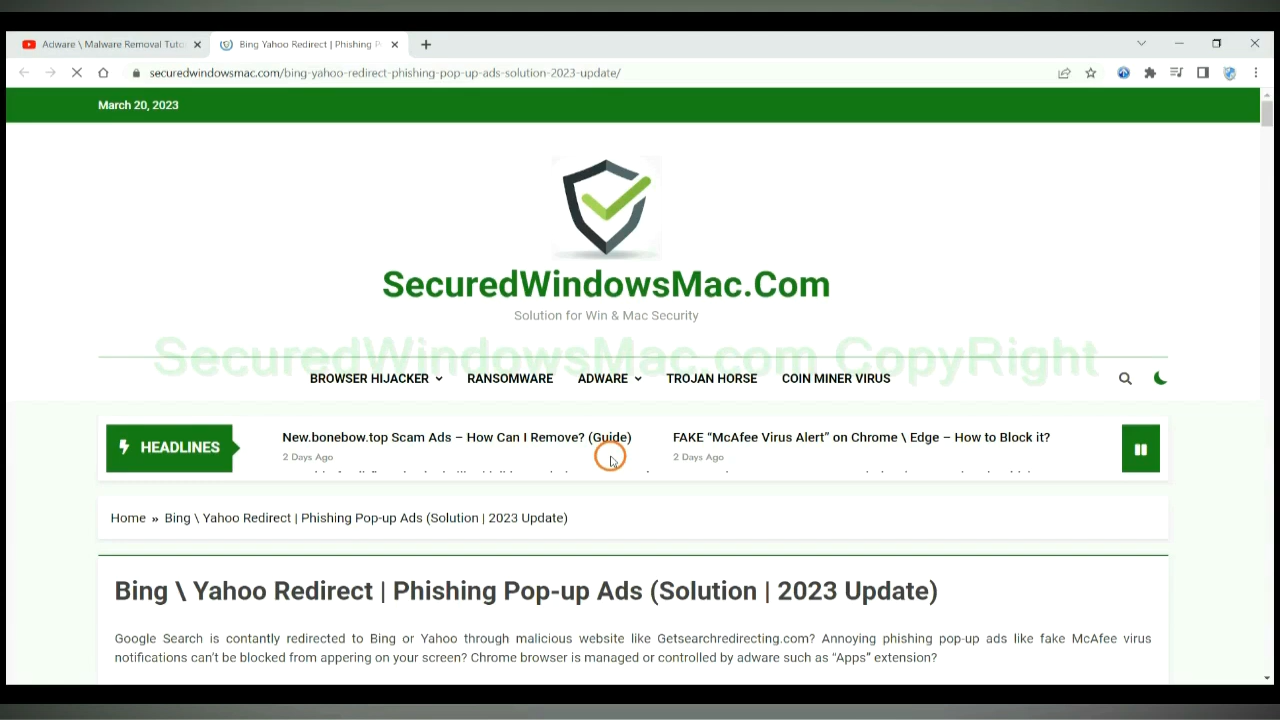 Adware \ Malware Removal Tuto
Bing Yahoo Redirect | Phishing P
securedwindowsmac.com/bing-yahoo-redirect-phishing-pop-up-ads-solution-2023-update/
March 20, 2023
SecuredWindowsMac.Com
Solution for Win & Mac Security
SecuredWindowsMac.com CopyRight
BROWSER HIJACKER RANSOMWARE ADWARE TROJAN HORSE COIN MINER VIRUS
HEADLINES
New.bonebow.top Scam Ads – How Can I Remove? (Guide)
2 Days Ago
FAKE “McAfee Virus Alert” on Chrome \ Edge – How to Block it?
2 Days Ago
Home » Bing \ Yahoo Redirect | Phishing Pop-up Ads (Solution | 2023 Update)
Bing \ Yahoo Redirect | Phishing Pop-up Ads (Solution | 2023 Update)
Google Search is contantly redirected to Bing or Yahoo through malicious website like Getsearchredirecting.com? Annoying phishing pop-up ads like fake McAfee virus
notifications can’t be blocked from appering on your screen? Chrome browser is managed or controlled by adware such as “Apps” extension?